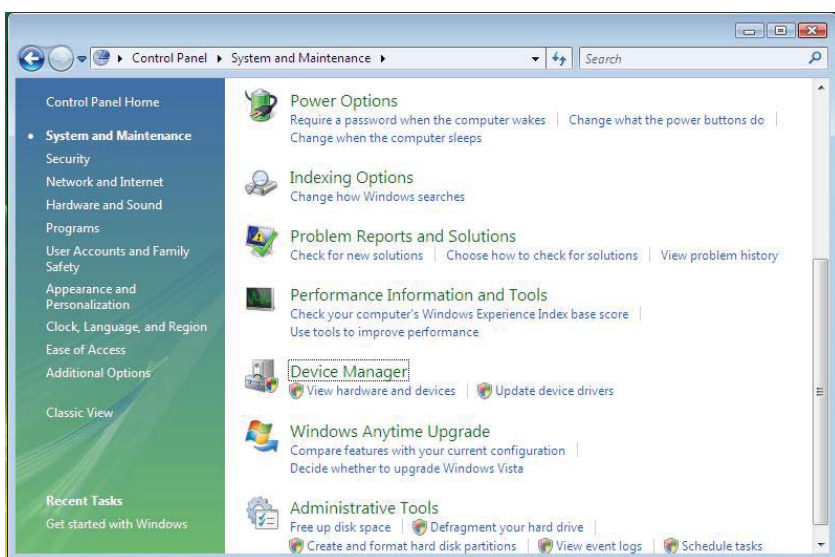 Control Panel ▸ System and Maintenance ▸
Search
Control Panel Home
• System and Maintenance
Security
Network and Internet
Hardware and Sound
Programs
User Accounts and Family
Safety
Appearance and
Personalization
Clock, Language, and Region
Ease of Access
Additional Options
Classic View
Recent Tasks
Get started with Windows
Power Options
Require a password when the computer wakes | Change what the power buttons do |
Change when the computer sleeps
Indexing Options
Change how Windows searches
Problem Reports and Solutions
Check for new solutions | Choose how to check for solutions | View problem history
Performance Information and Tools
Check your computer's Windows Experience Index base score |
Use tools to improve performance
Device Manager
View hardware and devices | Update device drivers
Windows Anytime Upgrade
Compare features with your current configuration |
Decide whether to upgrade Windows Vista
Administrative Tools
Free up disk space | Defragment your hard drive |
Create and format hard disk partitions | View event logs | Schedule tasks